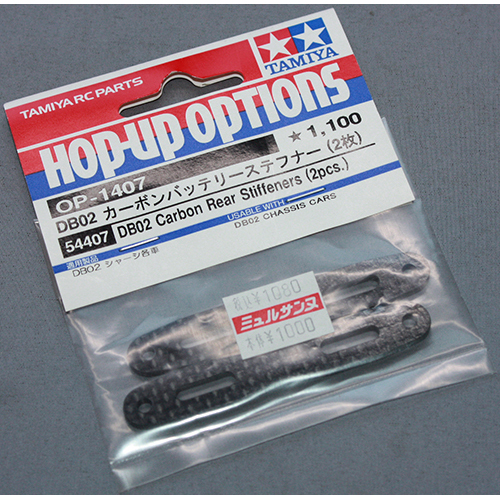 TAMIYA RC PARTS
TAMIYA
HOP-UP OPTIONS
OP-1407
★ 1,100
DB02 カーボンバッテリーステフナー (2枚)
54407 DB02 Carbon Rear Stiffeners (2pcs.)
適用製品
DB02 シャーシ各車
USABLE WITH
DB02 CHASSIS CARS
税込¥1080
ミュルサンヌ
本体¥1000